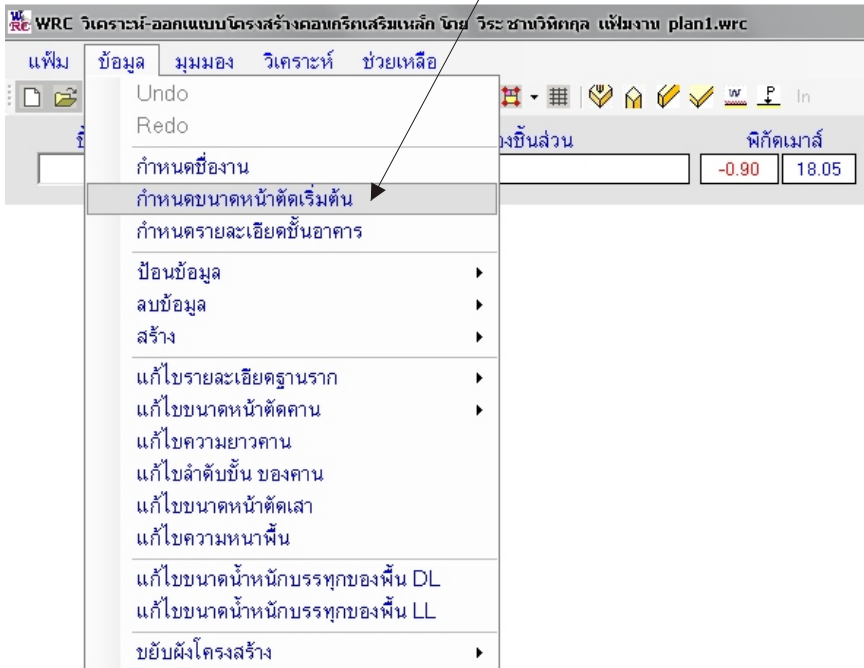 WRC วิเคราะห์-ออกแบบโครงสร้างคอนกรีตเสริมเหล็ก โดย วีระ ชาญวิหิตกุล แฟ้มงาน plan1.wrc
แฟ้ม ข้อมูล มุมมอง วิเคราะห์ ช่วยเหลือ
Undo
Redo
In
งชิ้นส่วน พิกัดเมาส์
-0.90 18.05
กำหนดชื่องาน
กำหนดขนาดหน้าตัดเริ่มต้น
กำหนดรายละเอียดชั้นอาคาร
ป้อนข้อมูล
ลบข้อมูล
สร้าง
แก้ไขรายละเอียดฐานราก
แก้ไขขนาดหน้าตัดคาน
แก้ไขความยาวคาน
แก้ไขลำดับชั้น ของคาน
แก้ไขขนาดหน้าตัดเสา
แก้ไขความหนาพื้น
แก้ไขขนาดน้ำหนักบรรทุกของพื้น DL
แก้ไขขนาดน้ำหนักบรรทุกของพื้น LL
ขยับผังโครงสร้าง